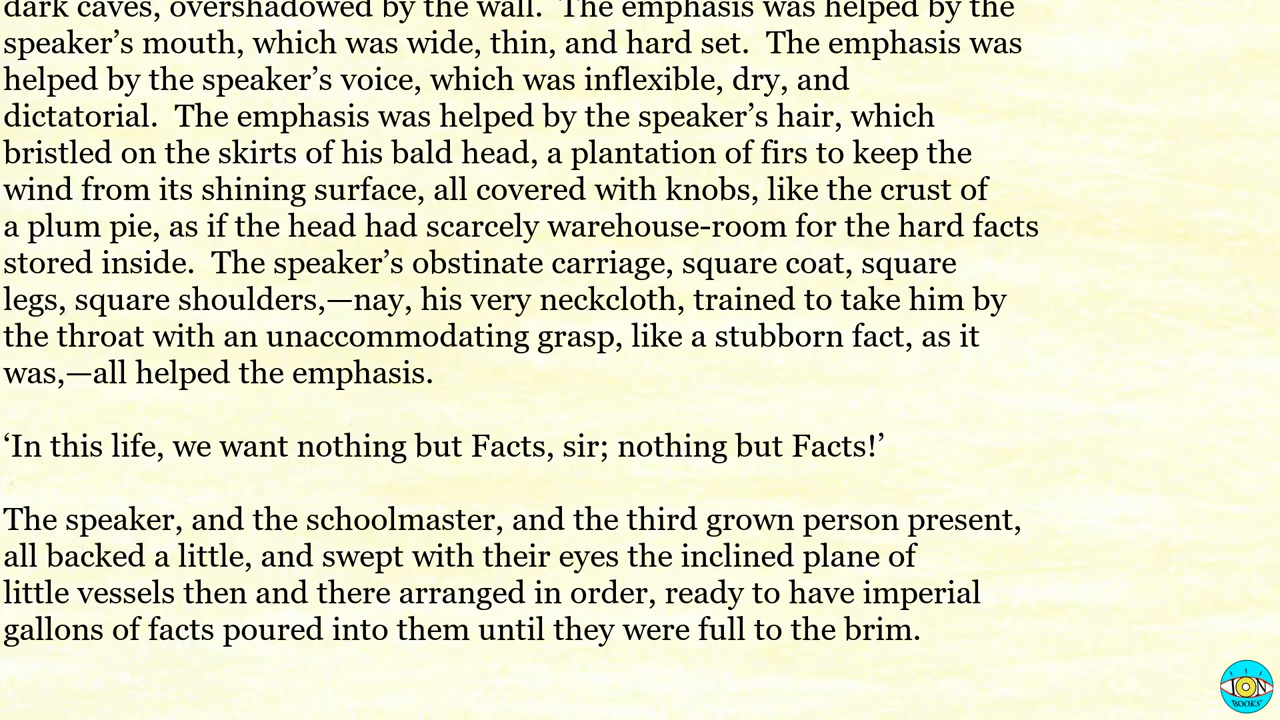 dark caves, overshadowed by the wall.  The emphasis was helped by the
speaker’s mouth, which was wide, thin, and hard set.  The emphasis was
helped by the speaker’s voice, which was inflexible, dry, and
dictatorial.  The emphasis was helped by the speaker’s hair, which
bristled on the skirts of his bald head, a plantation of firs to keep the
wind from its shining surface, all covered with knobs, like the crust of
a plum pie, as if the head had scarcely warehouse-room for the hard facts
stored inside.  The speaker’s obstinate carriage, square coat, square
legs, square shoulders,—nay, his very neckcloth, trained to take him by
the throat with an unaccommodating grasp, like a stubborn fact, as it
was,—all helped the emphasis.
‘In this life, we want nothing but Facts, sir; nothing but Facts!’
The speaker, and the schoolmaster, and the third grown person present,
all backed a little, and swept with their eyes the inclined plane of
little vessels then and there arranged in order, ready to have imperial
gallons of facts poured into them until they were full to the brim.
ION
BOOKS